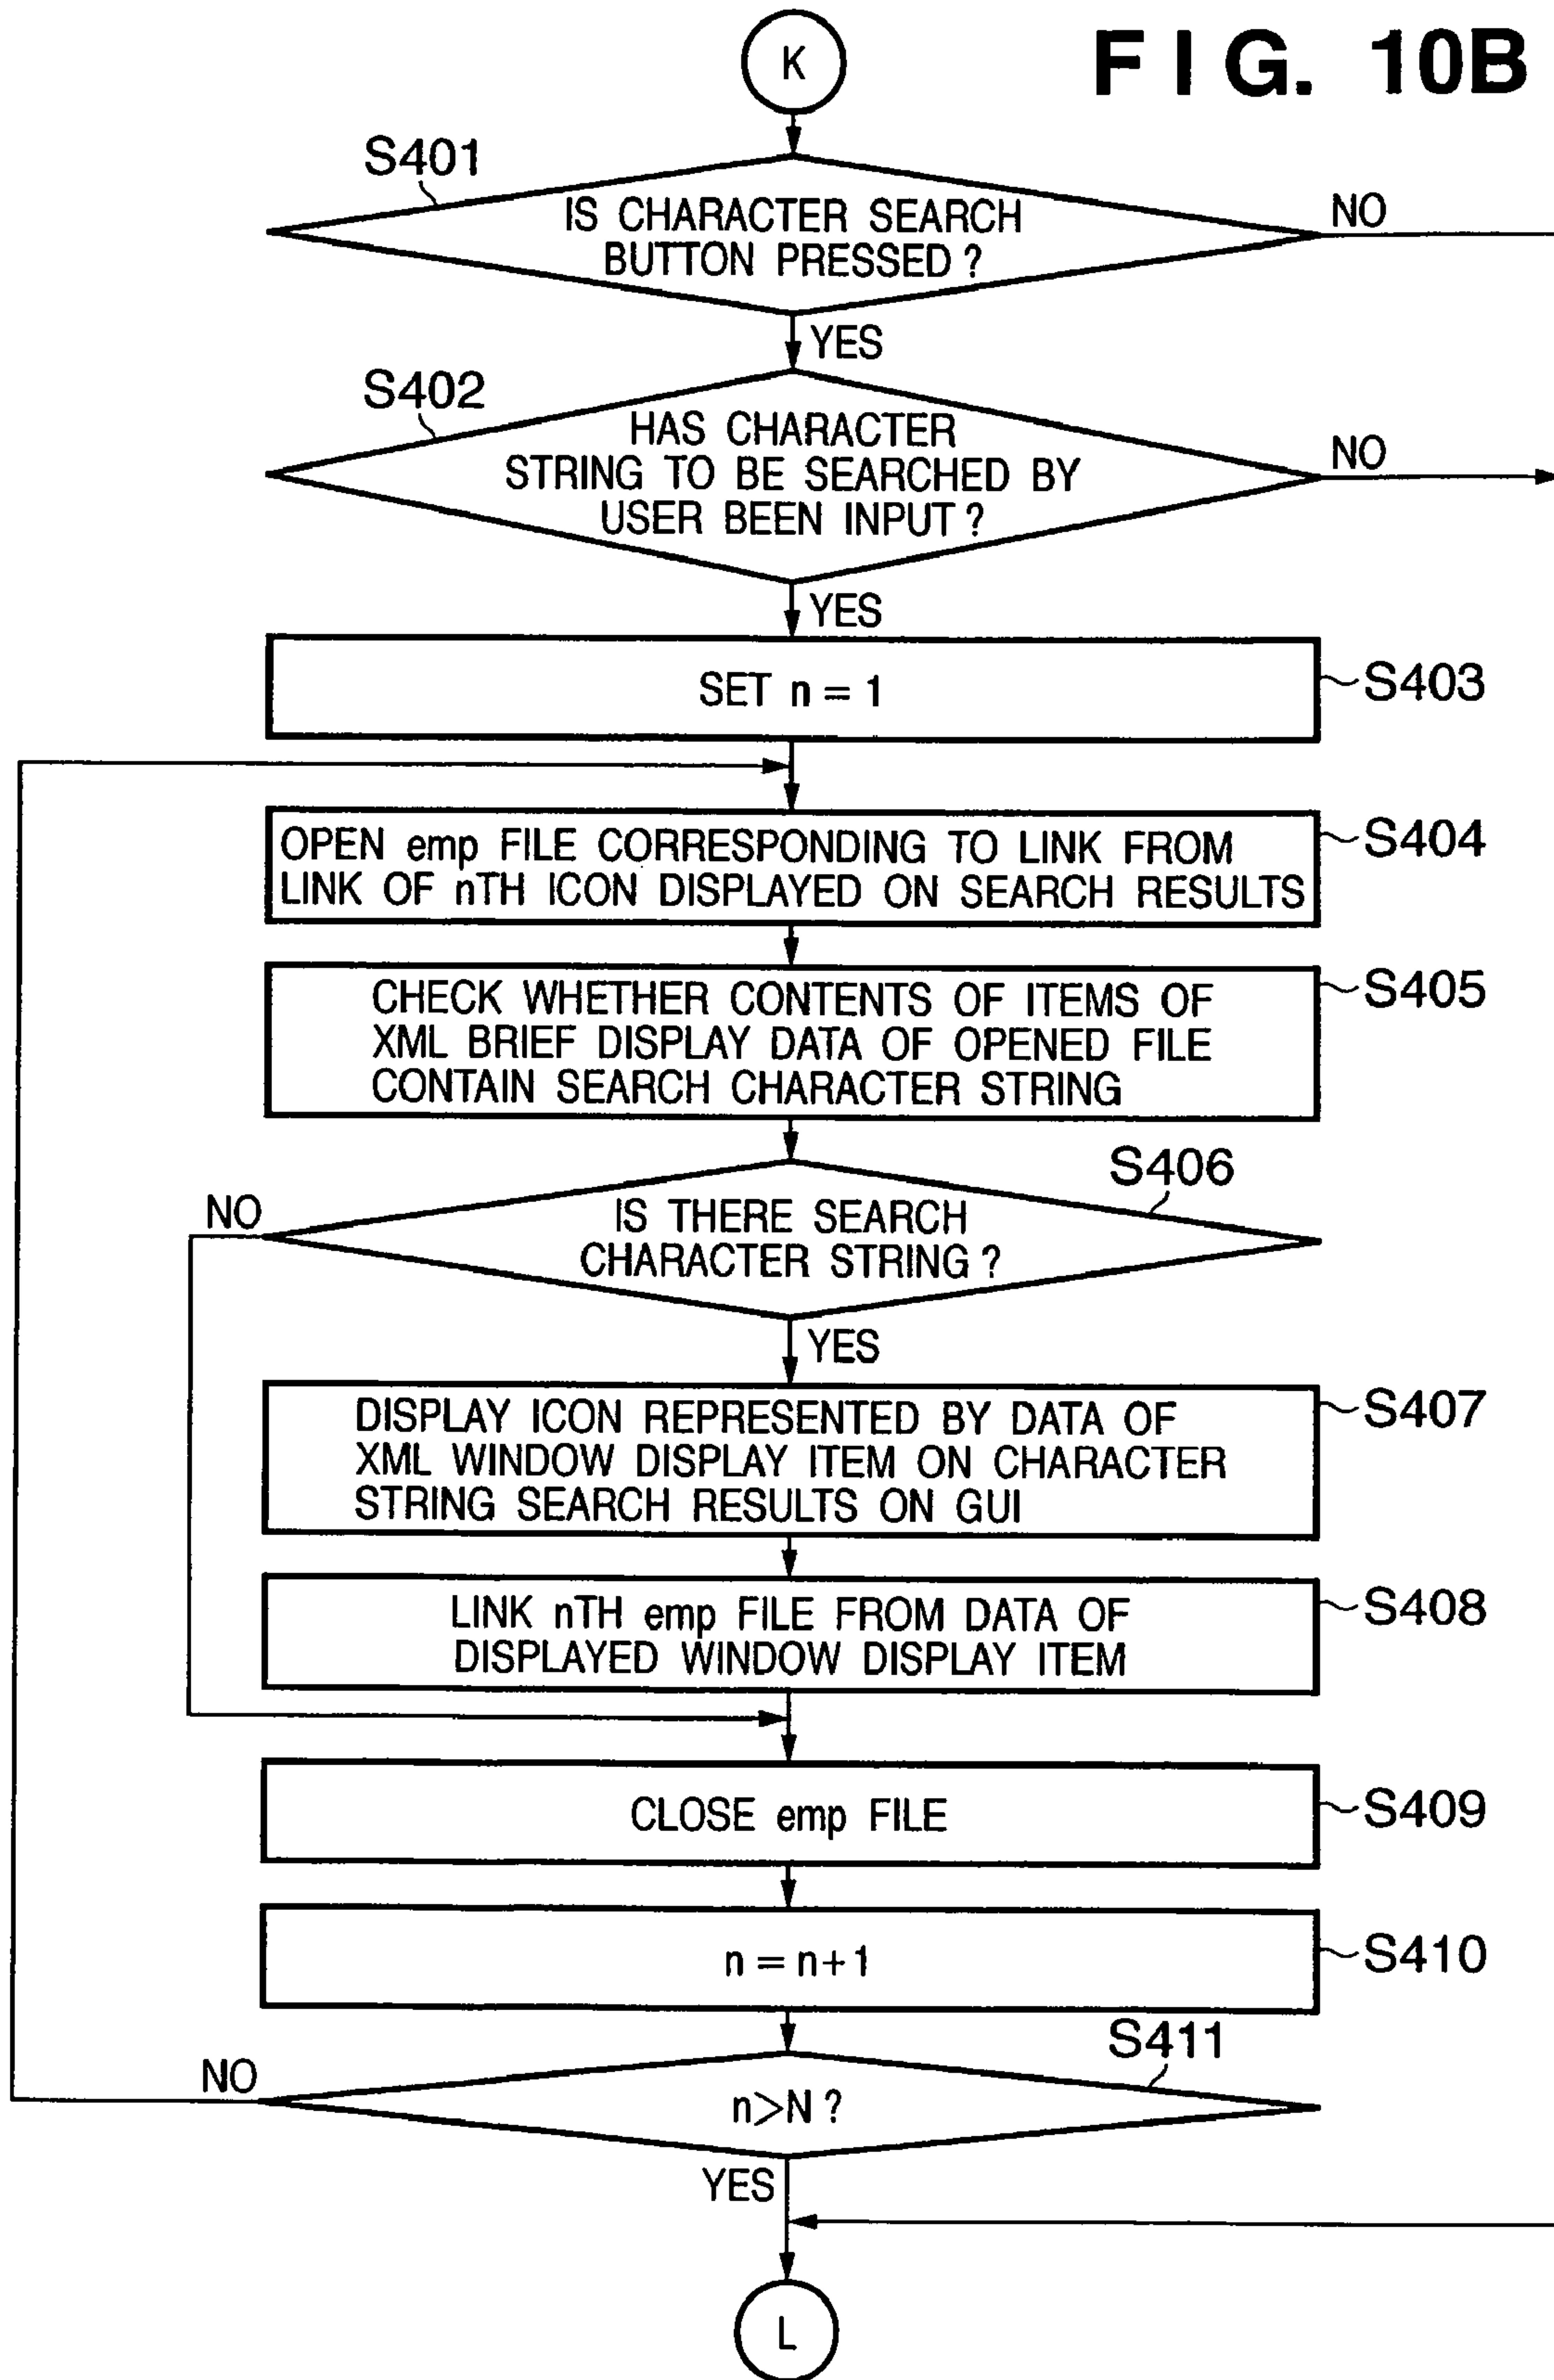 K
F I G. 10B
S401
IS CHARACTER SEARCH
BUTTON PRESSED ?
NO
YES
S402
HAS CHARACTER
STRING TO BE SEARCHED BY
USER BEEN INPUT ?
NO
YES
SET n = 1
S403
OPEN emp FILE CORRESPONDING TO LINK FROM
LINK OF nTH ICON DISPLAYED ON SEARCH RESULTS
S404
CHECK WHETHER CONTENTS OF ITEMS OF
XML BRIEF DISPLAY DATA OF OPENED FILE
CONTAIN SEARCH CHARACTER STRING
S405
S406
NO
IS THERE SEARCH
CHARACTER STRING ?
YES
DISPLAY ICON REPRESENTED BY DATA OF
XML WINDOW DISPLAY ITEM ON CHARACTER
STRING SEARCH RESULTS ON GUI
S407
LINK nTH emp FILE FROM DATA OF
DISPLAYED WINDOW DISPLAY ITEM
S408
CLOSE emp FILE
S409
n = n+1
S410
S411
NO
n>N ?
YES
L